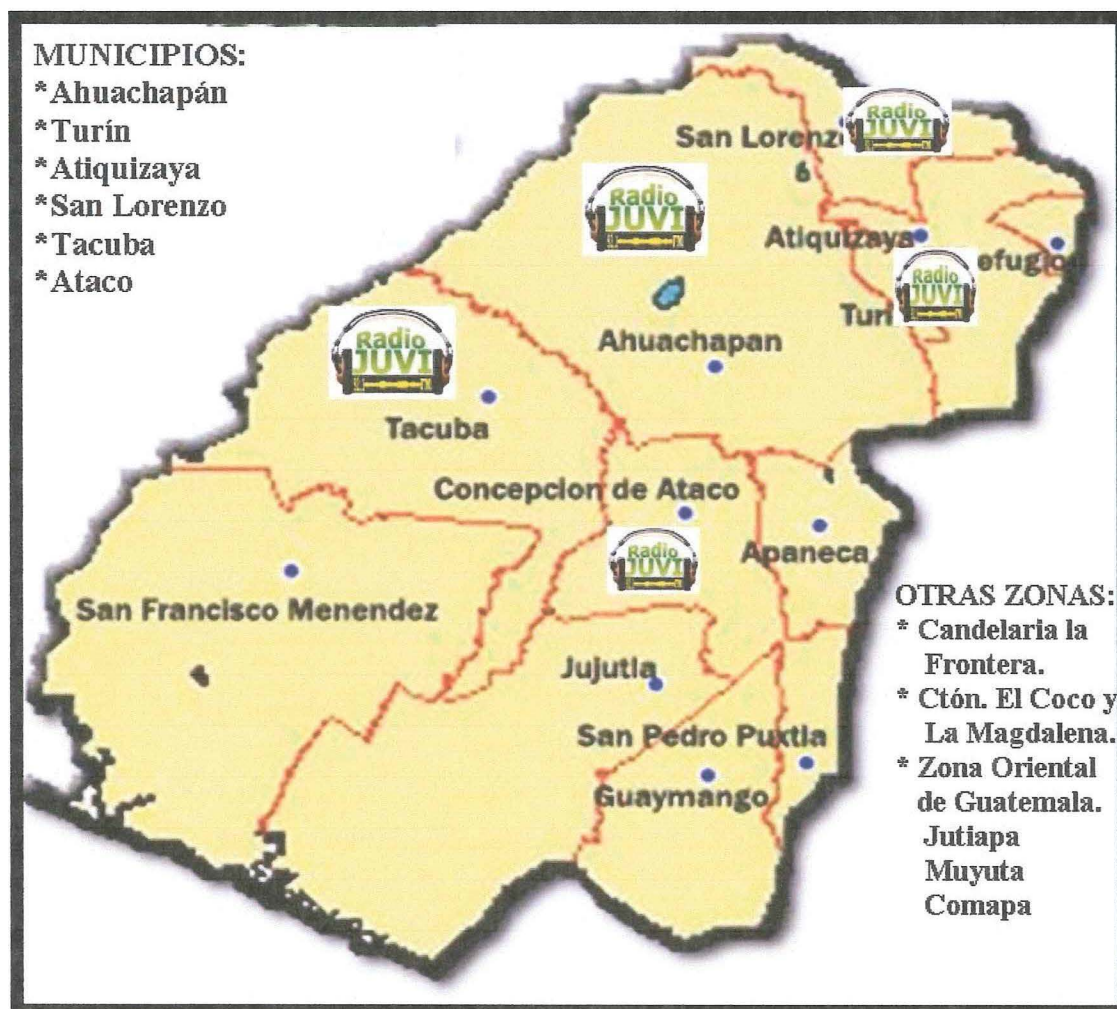 MUNICIPIOS:
*Ahuachapán
*Turín
*Atiquizaya
*San Lorenzo
*Tacuba
*Ataco
San Lorenz
Radio
JUVI
Radio
JUVI
Atiquizaya
efugio
Radio
JUVI
Turi
Ahuachapan
Radio
JUVI
Tacuba
Concepcion de Ataco
Apaneca
Radio
JUVI
San Francisco Menendez
Jujutla
San Pedro Puxtla
Guaymango
OTRAS ZONAS:
* Candelaria la
Frontera.
* Ctón. El Coco y
La Magdalena.
* Zona Oriental
de Guatemala.
Jutiapa
Muyuta
Comapa